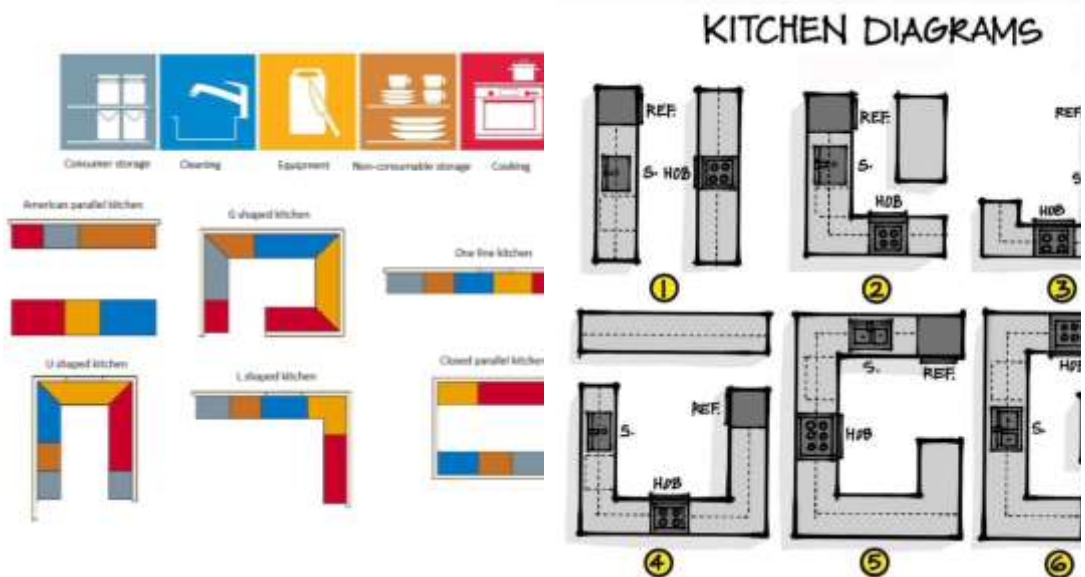 Consumer storage
Cleaning
Equipment
Non-consumable storage
Cooking
American parallel kitchen
G shaped kitchen
One line kitchen
U shaped kitchen
L shaped kitchen
Closed parallel kitchen
KITCHEN DIAGRAMS
REF.
S.
HOB
1
REF.
S.
HOB
2
REF
S
HOB
3
S.
REF.
HOB
4
S.
REF.
HOB
5
HOB
S.
6